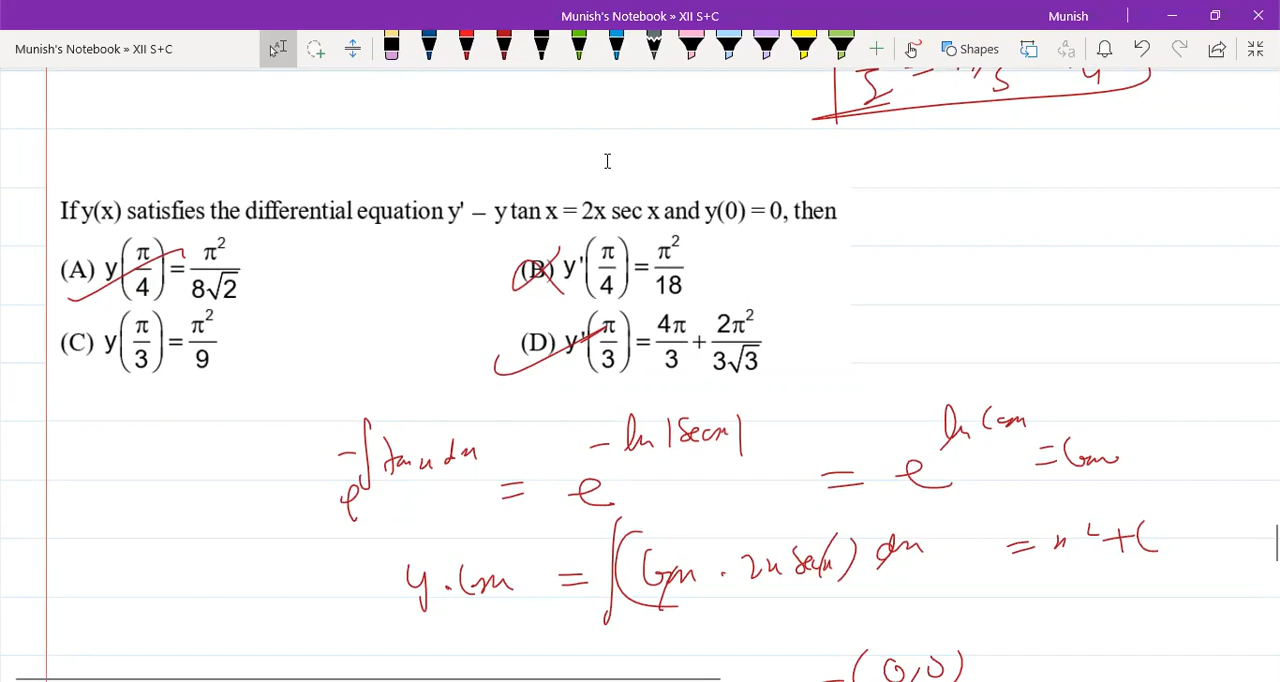 Munish's Notebook » XII S+C
Munish
Munish's Notebook » XII S+C
Shapes
If y(x) satisfies the differential equation y' – y tan x = 2x sec x and y(0) = 0, then
(A) y(π/4) = π²/8√2
(B) y'(π/4) = π²/18
(C) y(π/3) = π²/9
(D) y'(π/3) = 4π/3 + 2π²/3√3
e^(-∫tan x dx) = e^(-ln|sec x|) = e^(ln cos x) = cos x
y . cos x = ∫(cos x . 2x sec(x)) dx = x² + C
(0,0)